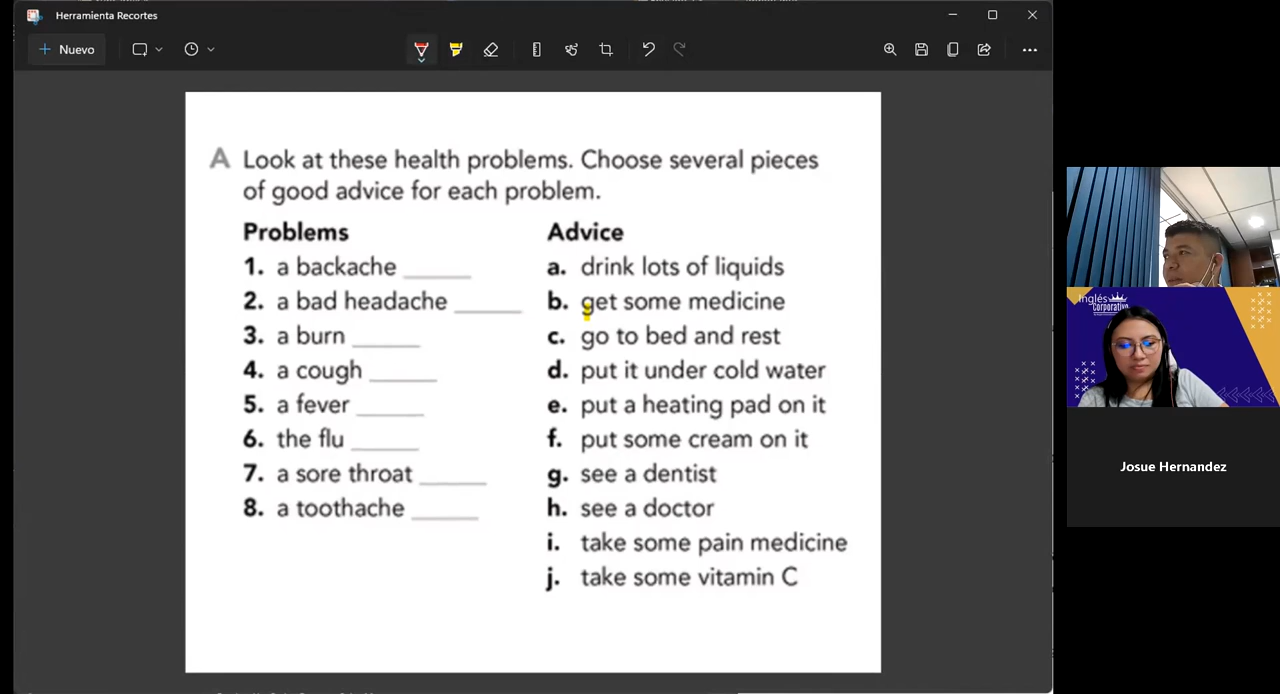 Herramienta Recortes
Nuevo
A Look at these health problems. Choose several pieces
of good advice for each problem.
Problems
1. a backache
2. a bad headache
3. a burn
4. a cough
5. a fever
6. the flu
7. a sore throat
8. a toothache
Advice
a. drink lots of liquids
b. get some medicine
c. go to bed and rest
d. put it under cold water
e. put a heating pad on it
f. put some cream on it
g. see a dentist
h. see a doctor
i. take some pain medicine
j. take some vitamin C
Inglés
Corporativo
Josue Hernandez